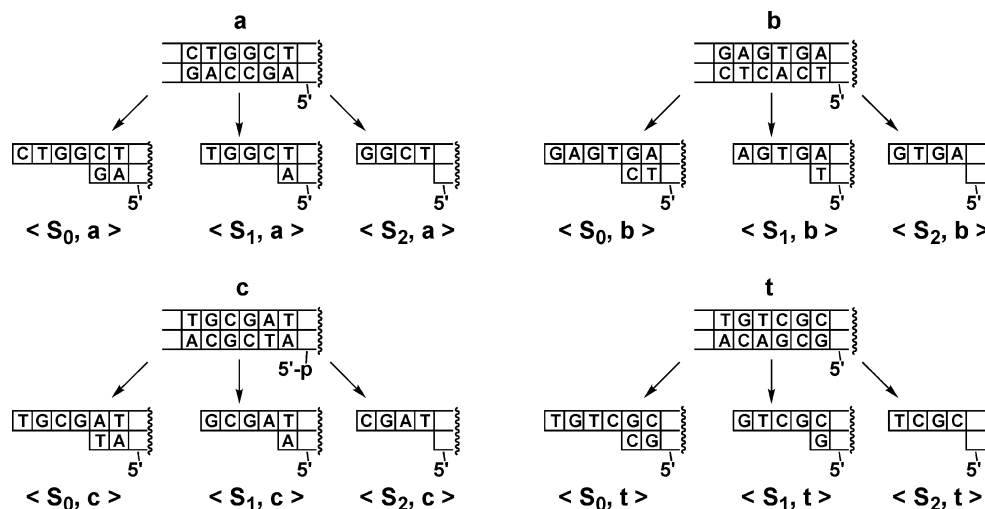 a
CTGGCT
GACCGA
5'
CTGGCT
GA
5'
TGGCT
A
5'
GGCT
5'
< S0, a >
< S1, a >
< S2, a >
b
GAGTGA
CTCACT
5'
GAGTGA
CT
5'
AGTGA
T
5'
GTGA
5'
< S0, b >
< S1, b >
< S2, b >
c
TGCGAT
ACGCTA
5'-p
TGCGAT
TA
5'
GCGAT
A
5'
CGAT
5'
< S0, c >
< S1, c >
< S2, c >
t
TGTCGC
ACAGCG
5'
TGTCGC
CG
5'
GTCGC
G
5'
TCGC
5'
< S0, t >
< S1, t >
< S2, t >